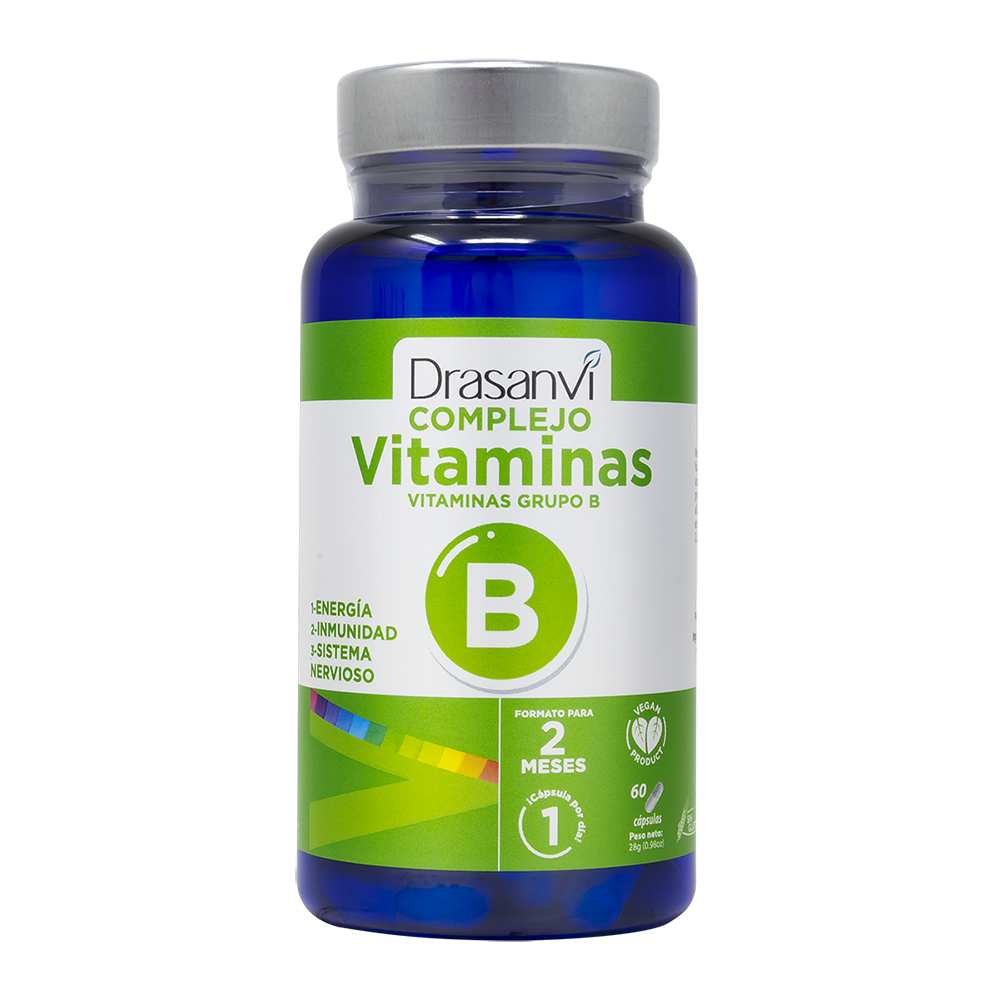 Drasanvi
COMPLEJO
Vitaminas
VITAMINAS GRUPO B
B
1-ENERGÍA
2-INMUNIDAD
3-SISTEMA
NERVIOSO
FORMATO PARA
2
MESES
¡Cápsula por día!
1
VEGAN
PRODUCT
60
cápsulas
Peso neto:
28g (0.98oz)
SIN